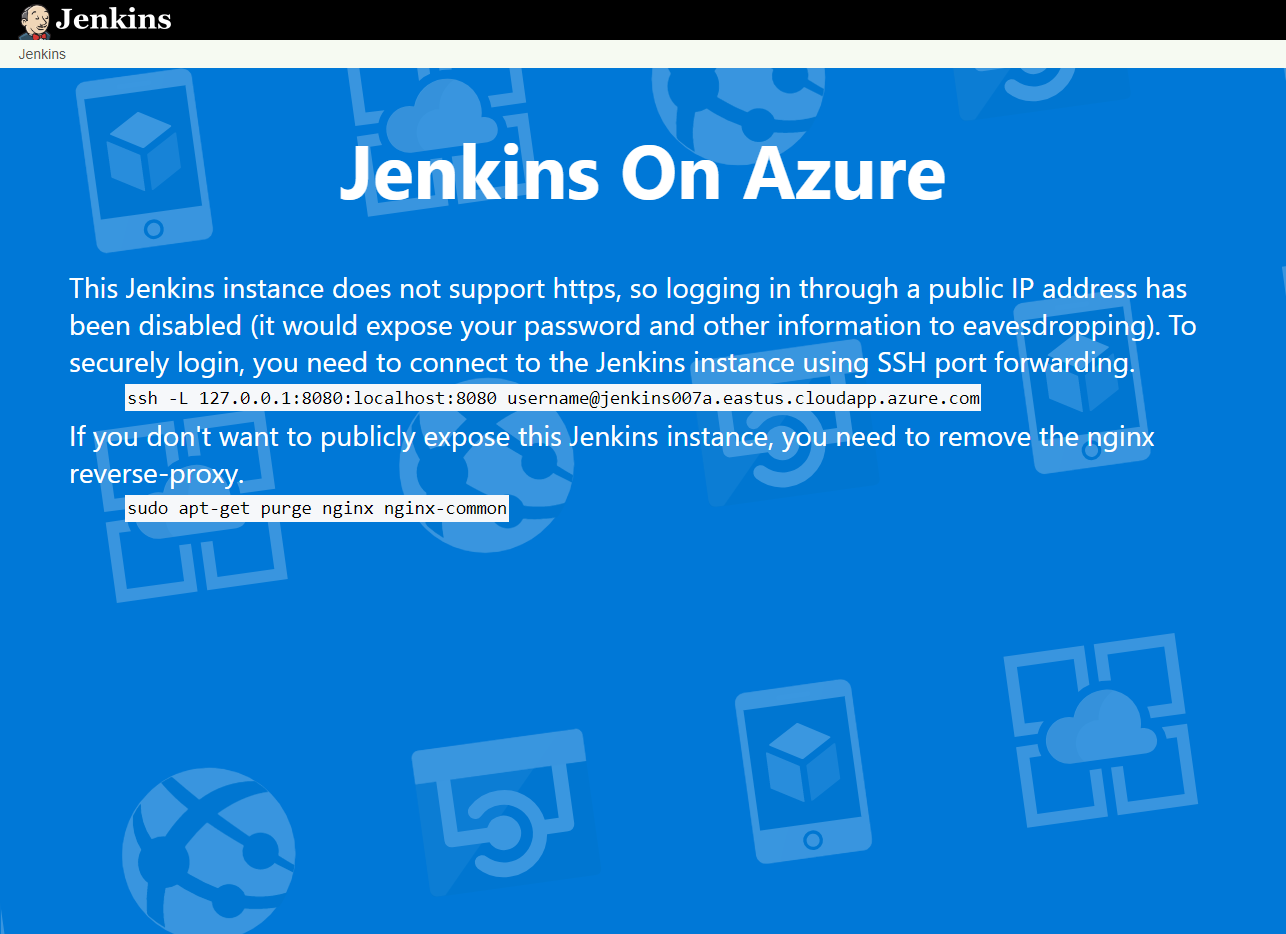 Jenkins
Jenkins
Jenkins On Azure
This Jenkins instance does not support https, so logging in through a public IP address has
been disabled (it would expose your password and other information to eavesdropping). To
securely login, you need to connect to the Jenkins instance using SSH port forwarding.
ssh -L 127.0.0.1:8080:localhost:8080 username@jenkins007a.eastus.cloudapp.azure.com
If you don't want to publicly expose this Jenkins instance, you need to remove the nginx
reverse-proxy.
sudo apt-get purge nginx nginx-common